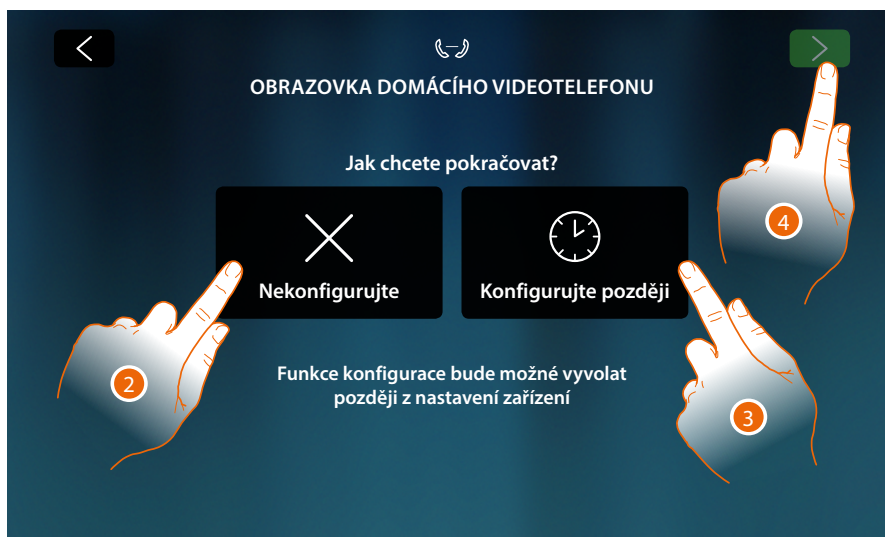 OBRAZOVKA DOMÁCÍHO VIDEOTELEFONU
Jak chcete pokračovat?
Nekonfigurujte
Konfigurujte později
Funkce konfigurace bude možné vyvolat
později z nastavení zařízení
2
3
4